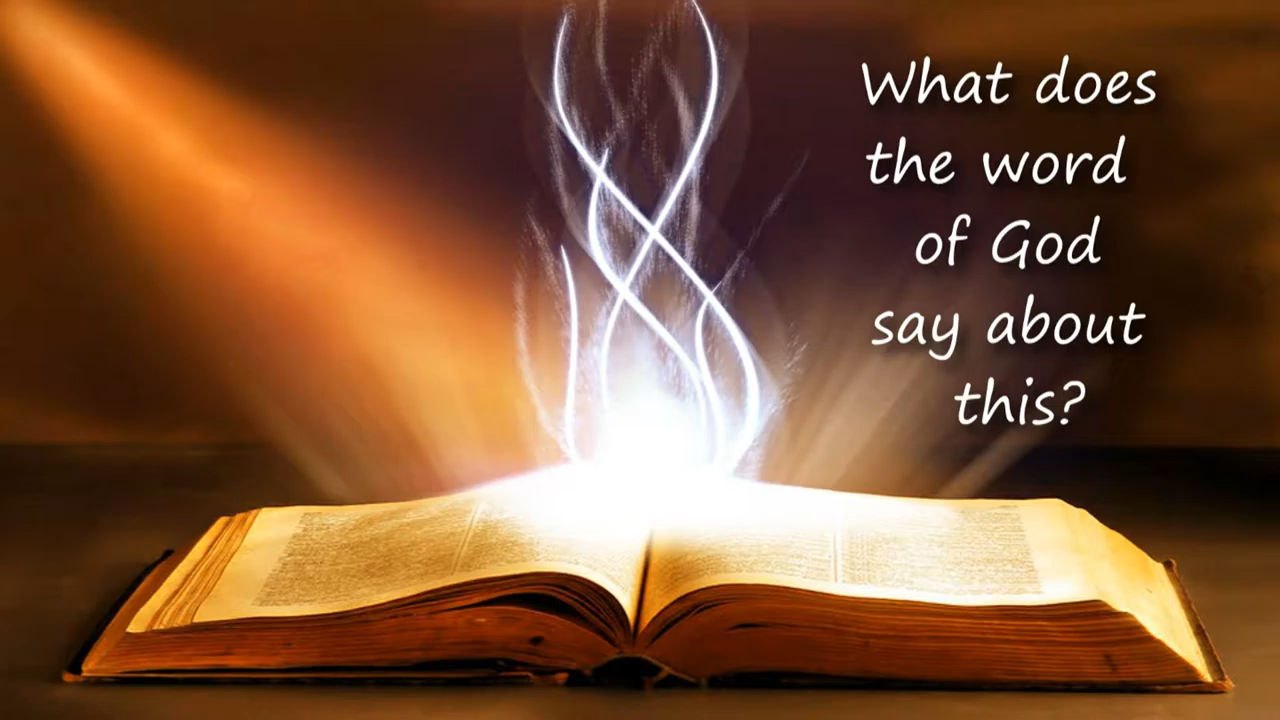 What does
the word
of God
say about
this?